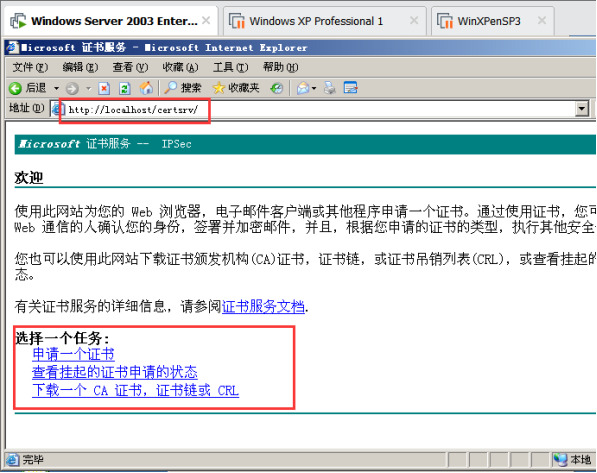 Windows Server 2003 Enter...
Windows XP Professional 1
WinXPenSP3
Microsoft 证书服务 - Microsoft Internet Explorer
文件(F) 编辑(E) 查看(V) 收藏(A) 工具(T) 帮助(H)
后退 搜索 收藏夹
地址(D) http://localhost/certsrv/
Microsoft 证书服务 -- IPSec
欢迎
使用此网站为您的 Web 浏览器，电子邮件客户端或其他程序申请一个证书。通过使用证书，您可
Web 通信的人确认您的身份，签署并加密邮件，并且，根据您申请的证书的类型，执行其他安全
您也可以使用此网站下载证书颁发机构(CA)证书，证书链，或证书吊销列表(CRL)，或查看挂起的
态。
有关证书服务的详细信息，请参阅证书服务文档.
选择一个任务:
申请一个证书
查看挂起的证书申请的状态
下载一个 CA 证书，证书链或 CRL
完毕
本地